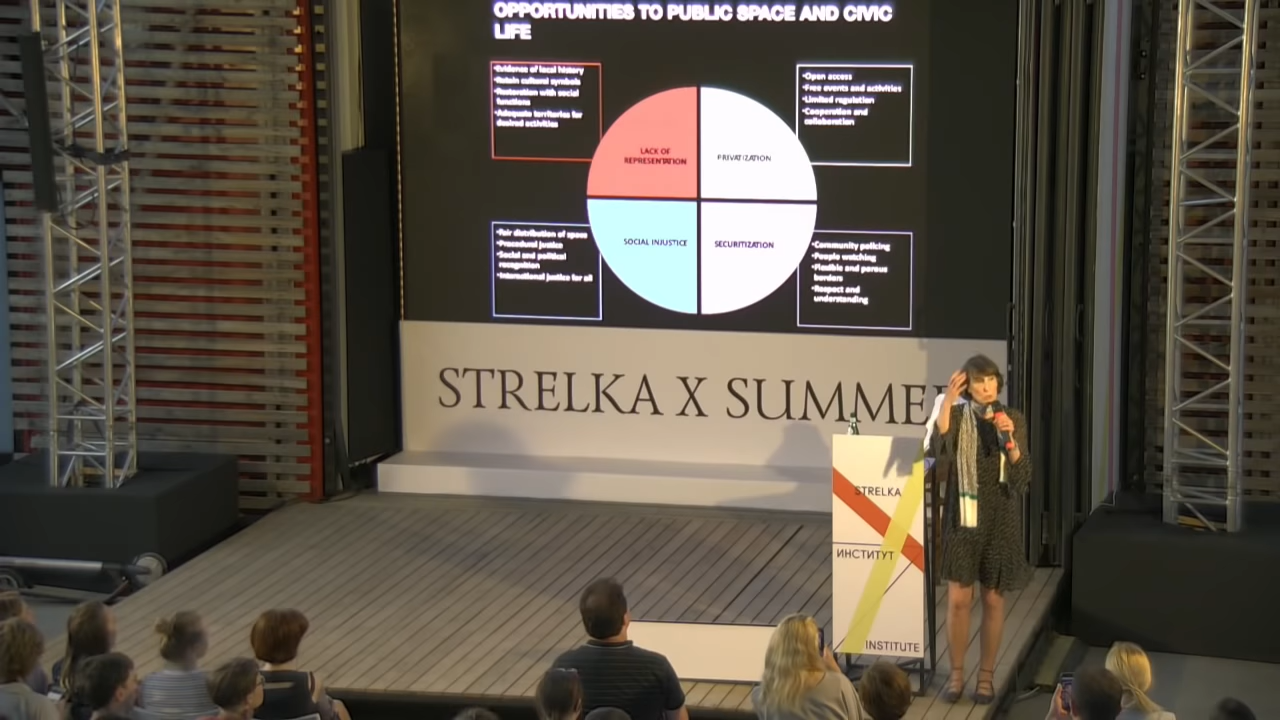 OPPORTUNITIES TO PUBLIC SPACE AND CIVIC
LIFE
•Evidence of local history
•Retain cultural symbols
•Restoration with social
functions
•Adequate territories for
desired activities
•Open access
•Free events and activities
•Limited regulation
•Cooperation and
collaboration
LACK OF
REPRESENTATION
PRIVATIZATION
SOCIAL INJUSTICE
SECURITIZATION
•Fair distribution of space
•Procedural justice
•Social and political
recognition
•International justice for all
•Community policing
•People watching
•Flexible and porous
borders
•Respect and
understanding
STRELKA X SUMME
STRELKA
ИНСТИТУТ
INSTITUTE